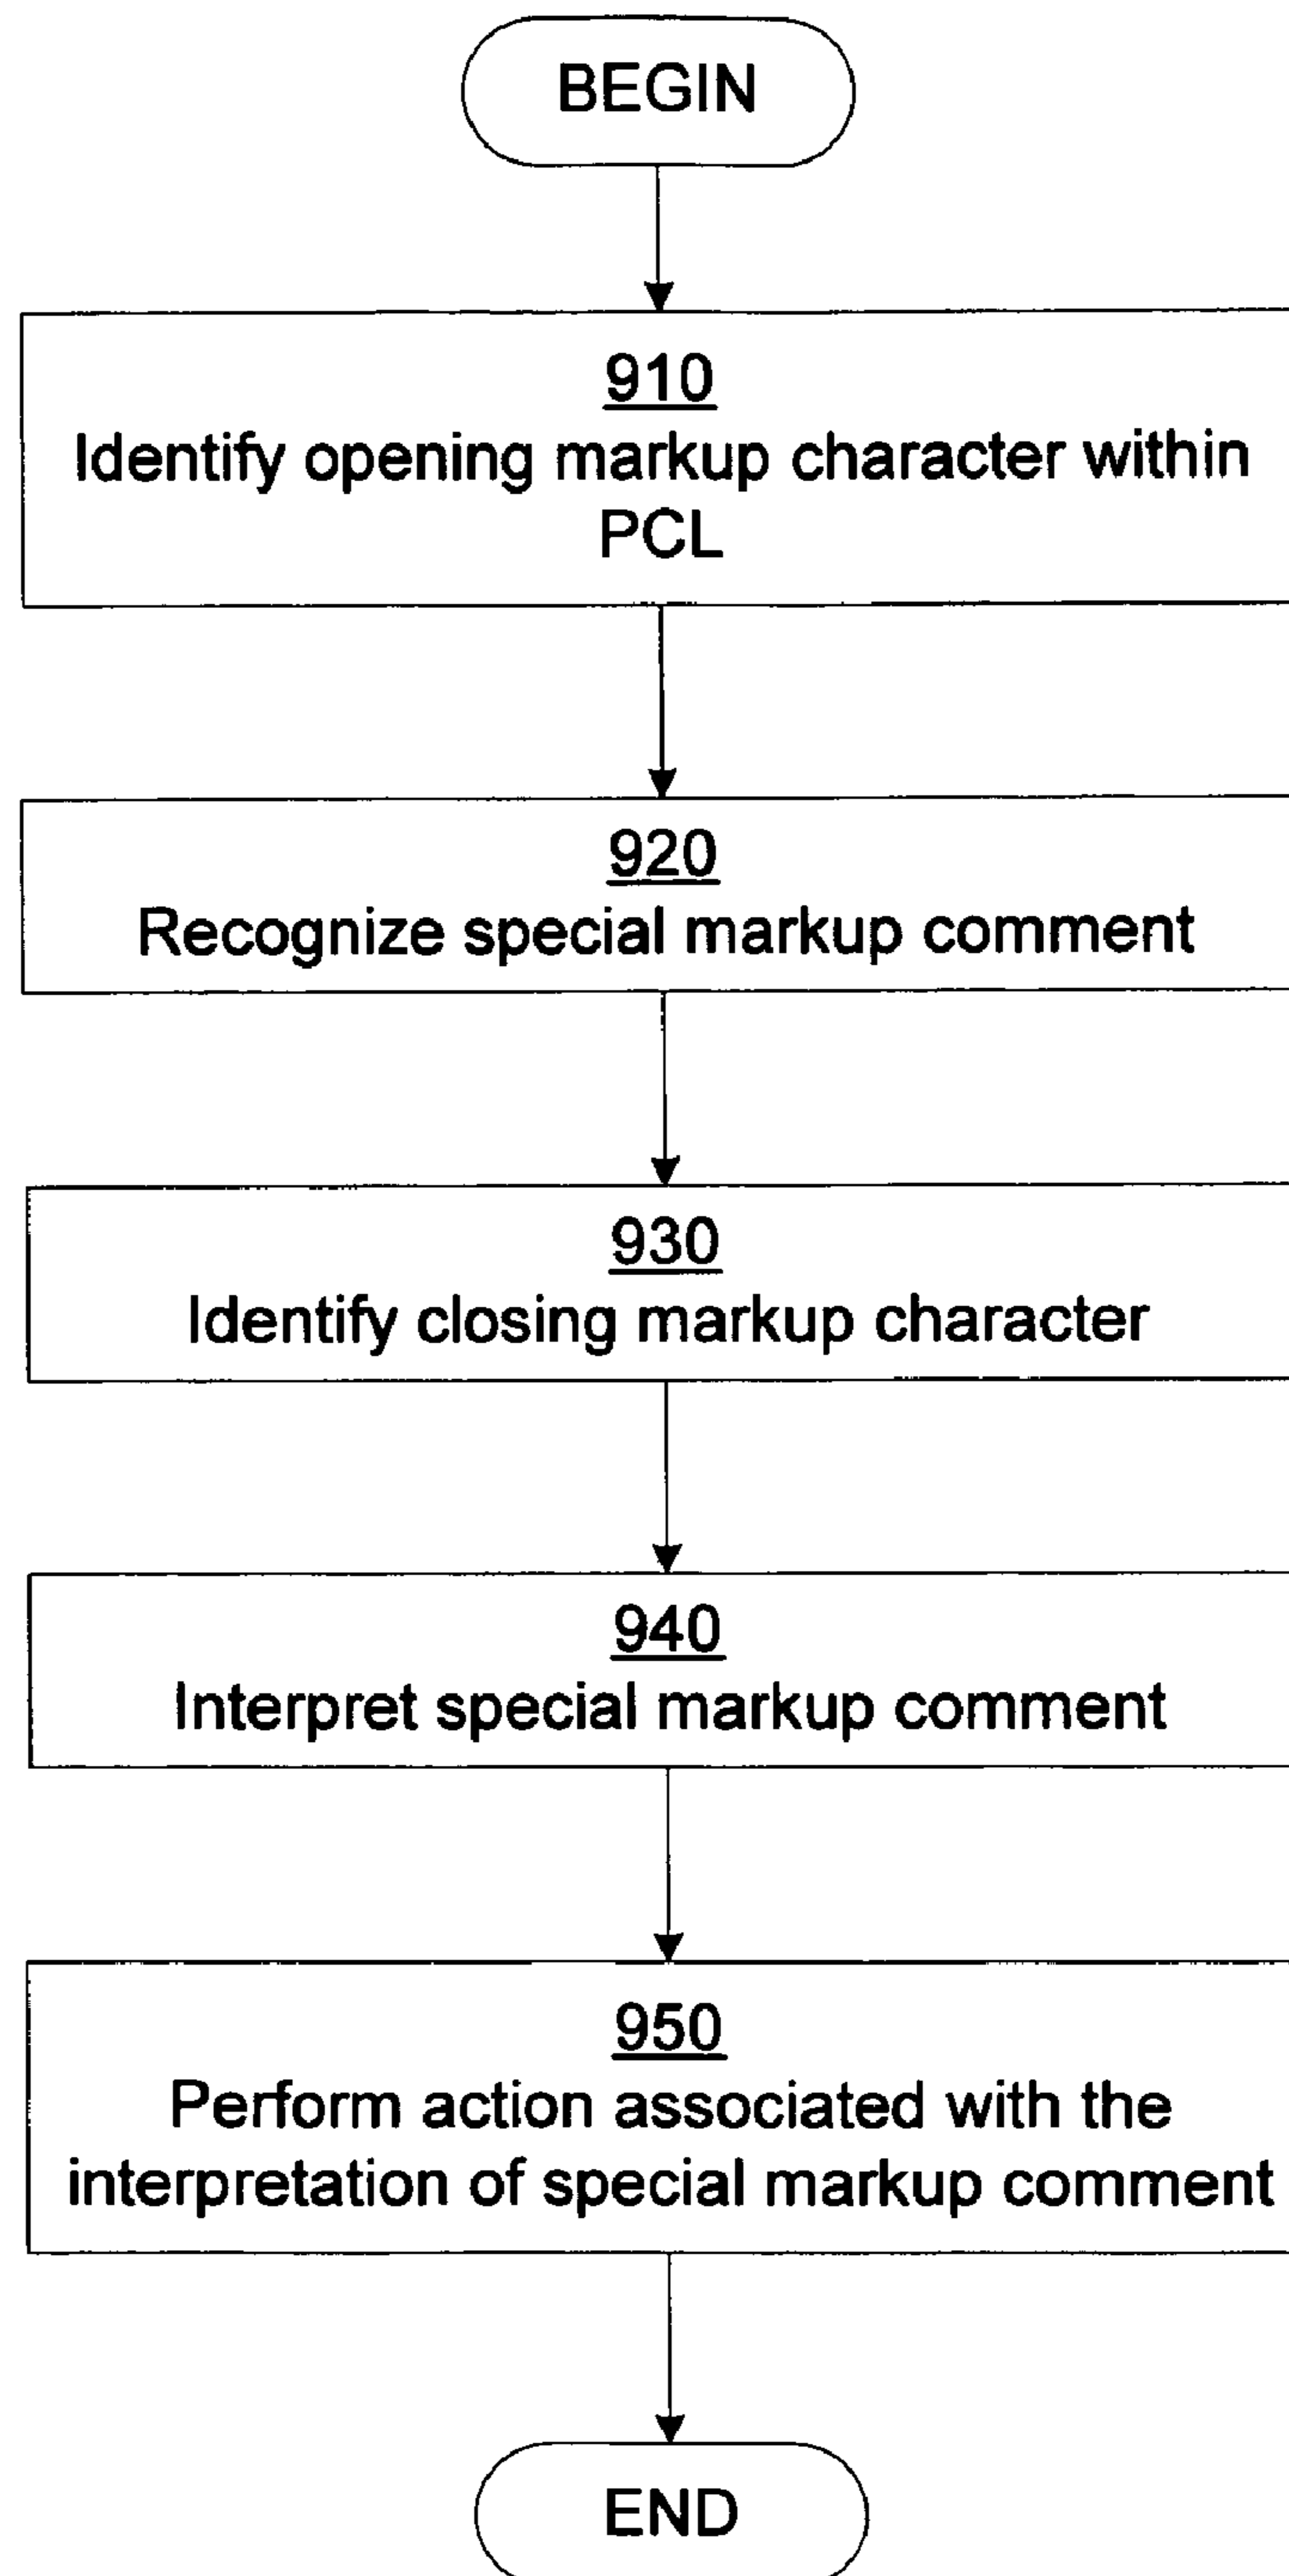 BEGIN
910
Identify opening markup character within
PCL
920
Recognize special markup comment
930
Identify closing markup character
940
Interpret special markup comment
950
Perform action associated with the
interpretation of special markup comment
END